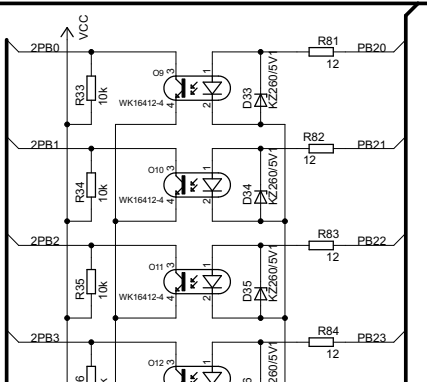 VCC
2PB0
R33
10k
O9
3
4
1
2
WK16412-4
D33
KZ260/5V1
R81
12
PB20
2PB1
R34
10k
O10
3
4
1
2
WK16412-4
D34
KZ260/5V1
R82
12
PB21
2PB2
R35
10k
O11
3
4
1
2
WK16412-4
D35
KZ260/5V1
R83
12
PB22
2PB3
O12
3
1
R84
12
PB23